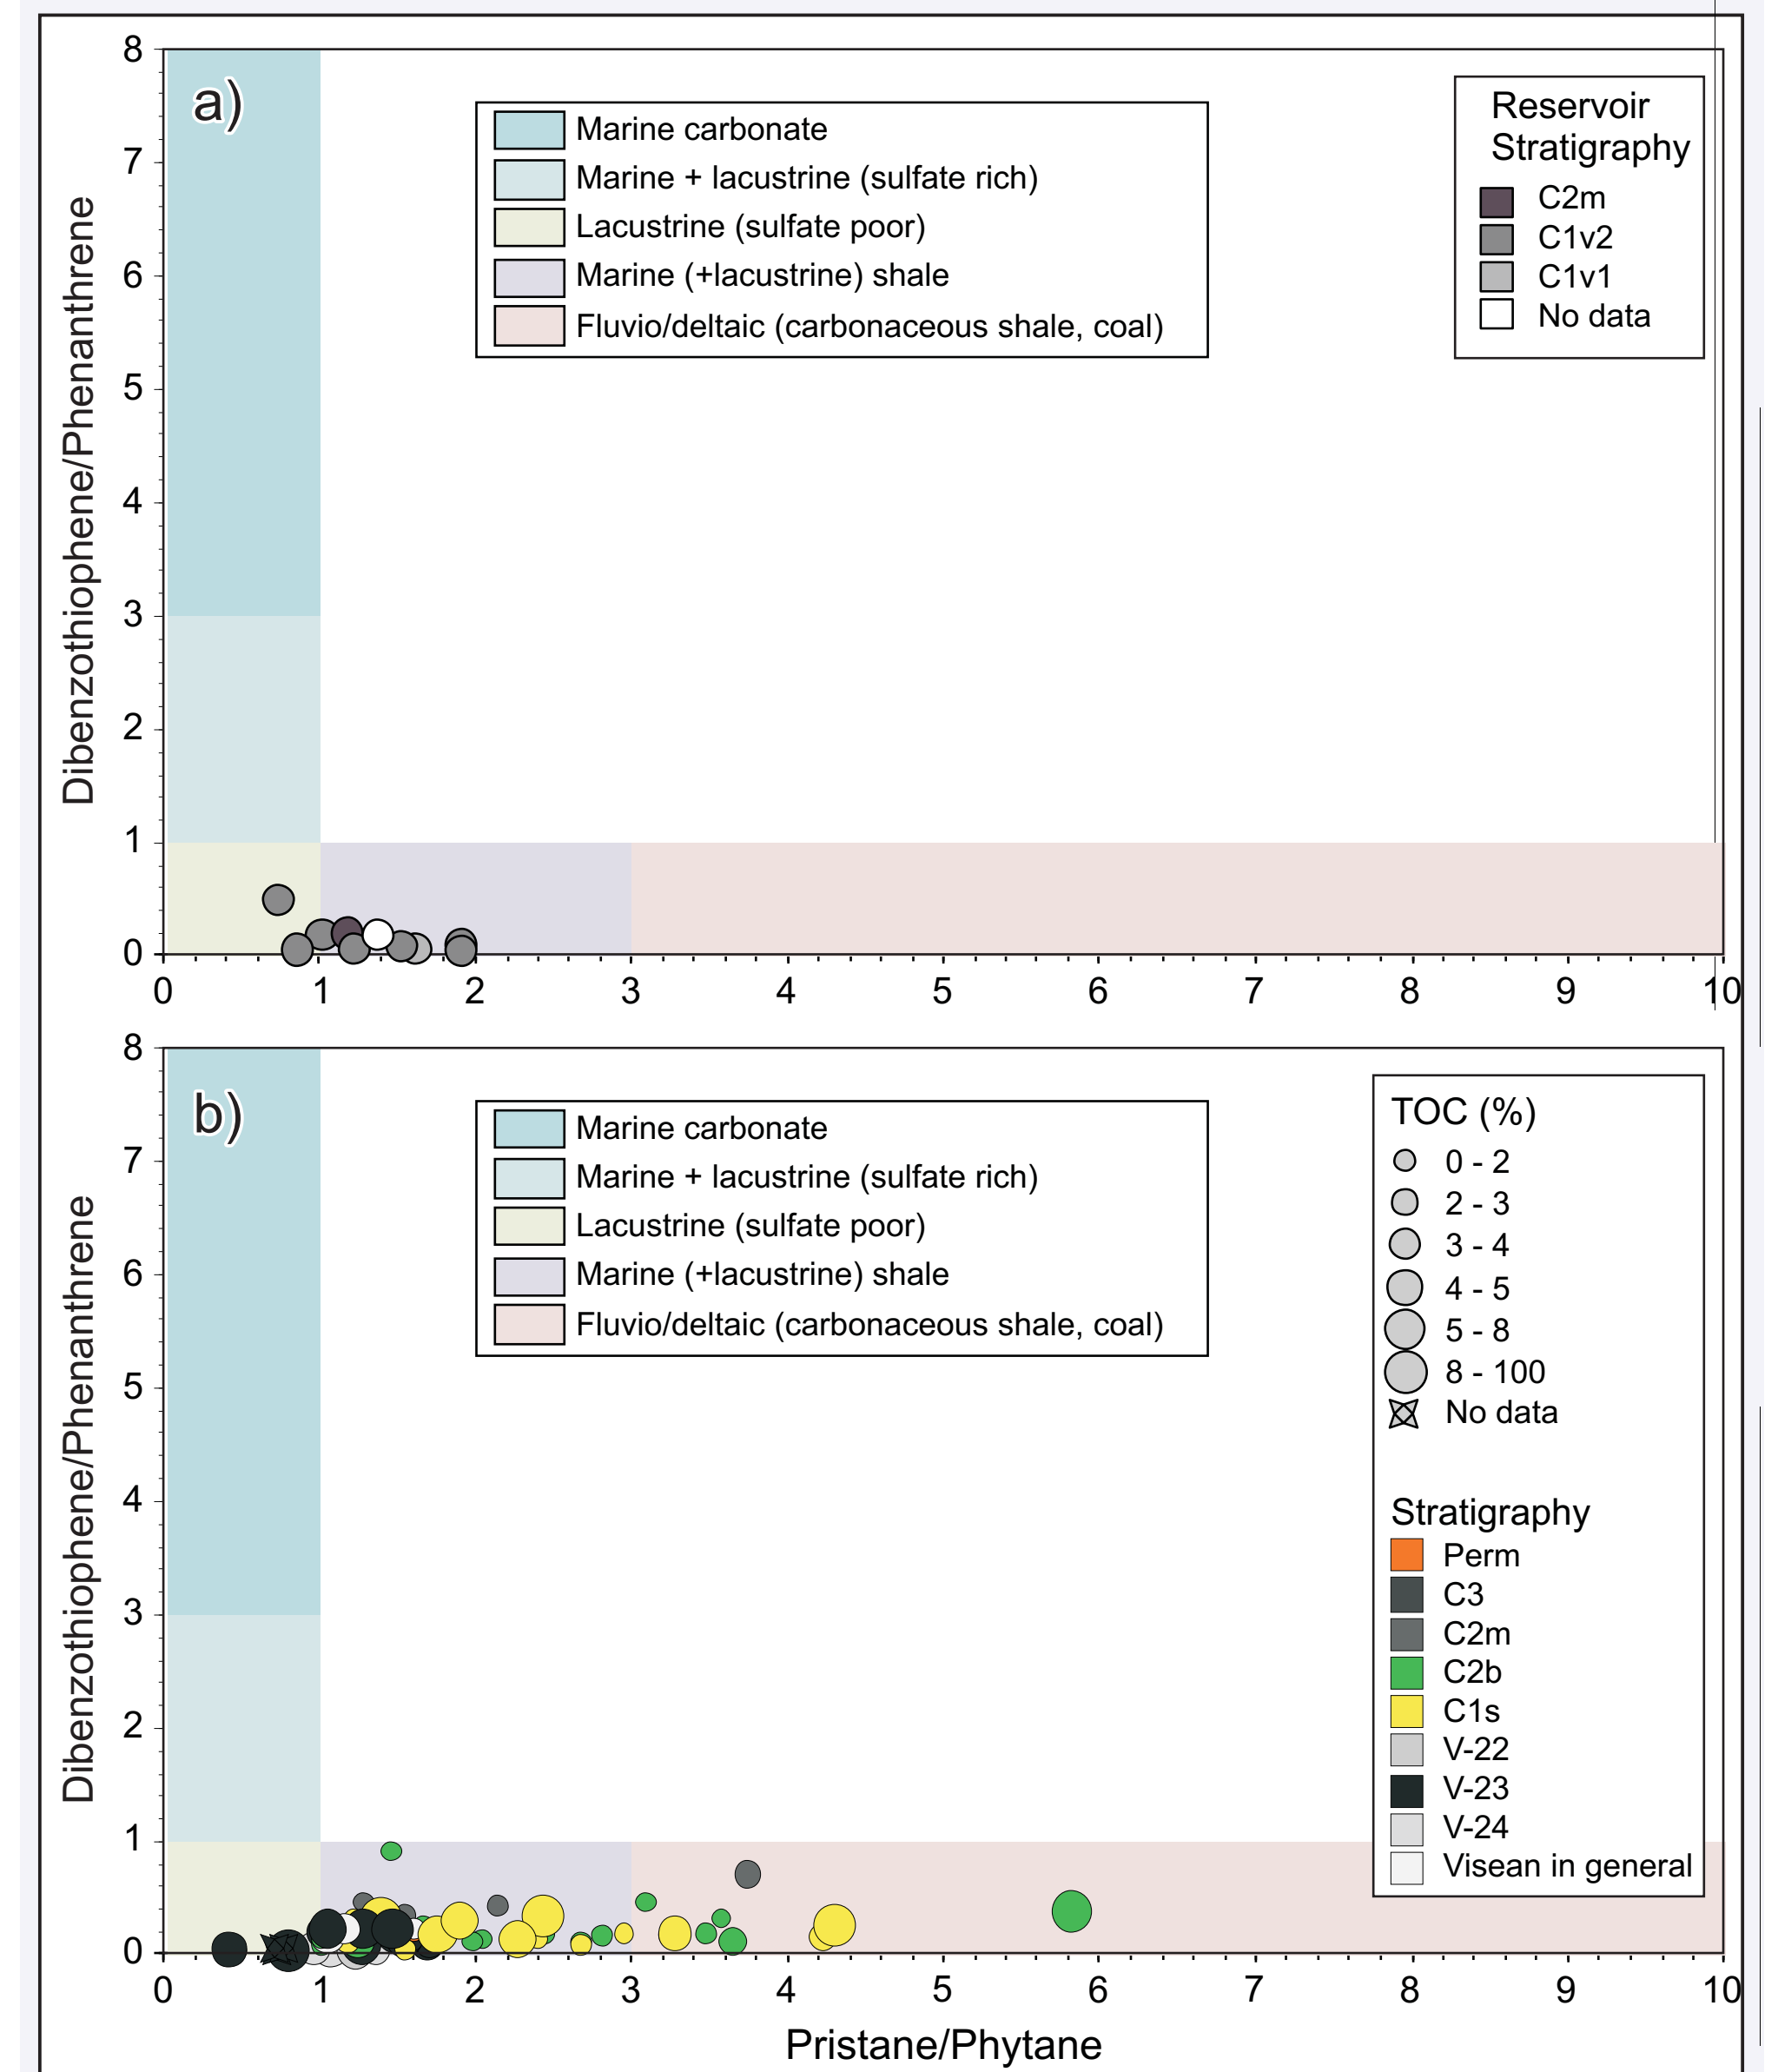 a)
Dibenzothiophene/Phenanthrene
8
7
6
5
4
3
2
1
0
Marine carbonate
Marine + lacustrine (sulfate rich)
Lacustrine (sulfate poor)
Marine (+lacustrine) shale
Fluvio/deltaic (carbonaceous shale, coal)
Reservoir
Stratigraphy
C2m
C1v2
C1v1
No data
0 1 2 3 4 5 6 7 8 9 10
b)
Dibenzothiophene/Phenanthrene
8
7
6
5
4
3
2
1
0
Marine carbonate
Marine + lacustrine (sulfate rich)
Lacustrine (sulfate poor)
Marine (+lacustrine) shale
Fluvio/deltaic (carbonaceous shale, coal)
TOC (%)
0 - 2
2 - 3
3 - 4
4 - 5
5 - 8
8 - 100
No data
Stratigraphy
Perm
C3
C2m
C2b
C1s
V-22
V-23
V-24
Visean in general
0 1 2 3 4 5 6 7 8 9 10
Pristane/Phytane